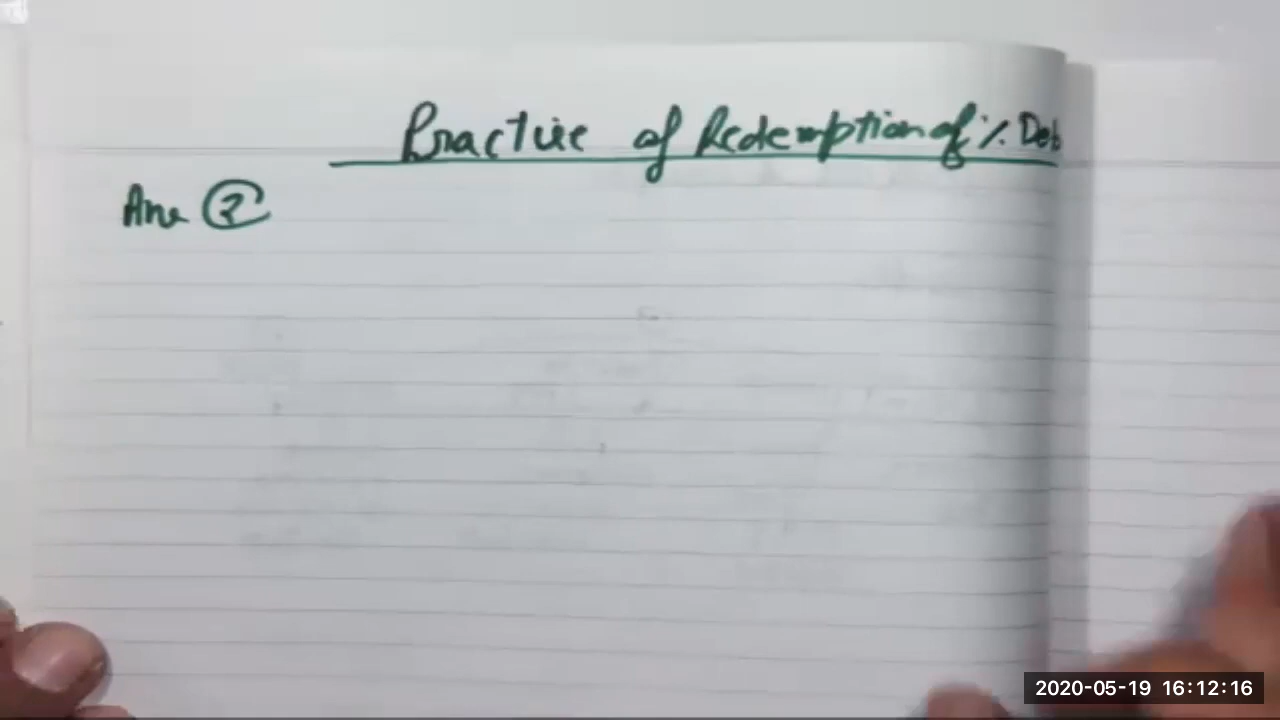 Practice of Redemption of % Deb
Ans 2
2020-05-19 16:12:16